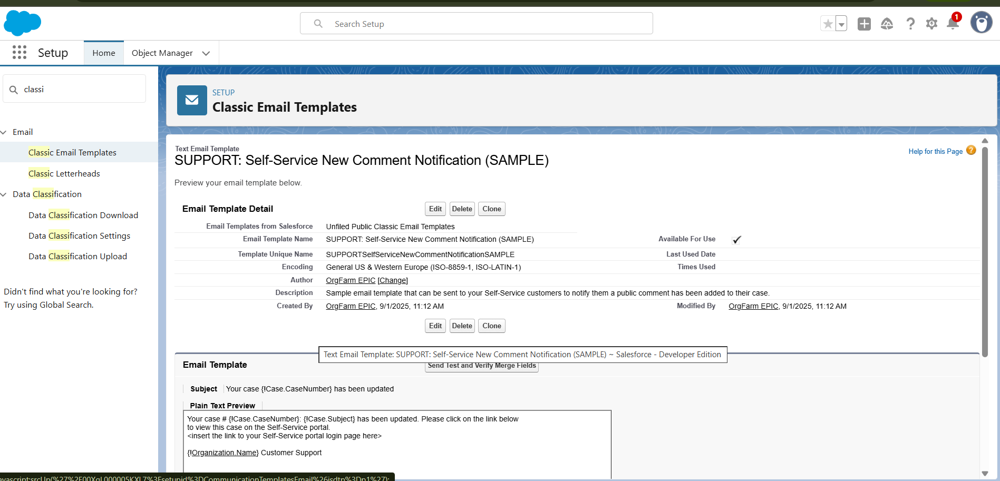 Search Setup
1
Setup
Home
Object Manager
classi
Email
Classic Email Templates
Classic Letterheads
Data Classification
Data Classification Download
Data Classification Settings
Data Classification Upload
Didn't find what you're looking for?
Try using Global Search.
SETUP
Classic Email Templates
Text Email Template
SUPPORT: Self-Service New Comment Notification (SAMPLE)
Help for this Page ?
Preview your email template below.
Email Template Detail
Edit Delete Clone
Email Templates from Salesforce Unfiled Public Classic Email Templates
Email Template Name SUPPORT: Self-Service New Comment Notification (SAMPLE) Available For Use
Template Unique Name SUPPORTSelfServiceNewCommentNotificationSAMPLE Last Used Date
Encoding General US & Western Europe (ISO-8859-1, ISO-LATIN-1) Times Used
Author OrgFarm EPIC [Change]
Description Sample email template that can be sent to your Self-Service customers to notify them a public comment has been added to their case.
Created By OrgFarm EPIC, 9/1/2025, 11:12 AM Modified By OrgFarm EPIC, 9/1/2025, 11:12 AM
Edit Delete Clone
Text Email Template: SUPPORT: Self-Service New Comment Notification (SAMPLE) ~ Salesforce - Developer Edition
Email Template
Send Test and Verify Merge Fields
Subject Your case {!Case.CaseNumber} has been updated
Plain Text Preview
Your case # {!Case.CaseNumber}: {!Case.Subject} has been updated. Please click on the link below
to view this case on the Self-Service portal.
<insert the link to your Self-Service portal login page here>
{!Organization.Name} Customer Support